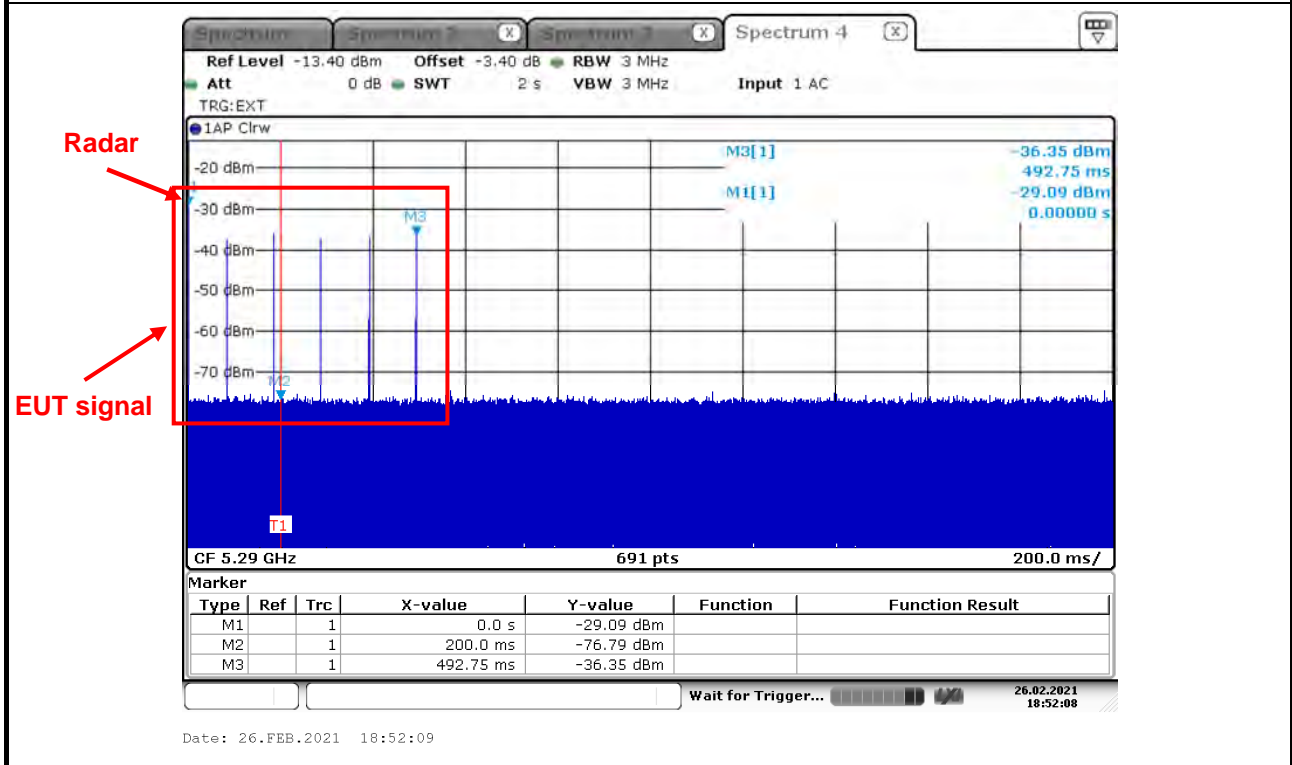 Spectrum 4
Ref Level -13.40 dBm Offset -3.40 dB RBW 3 MHz
Att 0 dB SWT 2 s VBW 3 MHz Input 1 AC
TRG:EXT
1AP Clrw
Radar
M3[1] -36.35 dBm
492.75 ms
M1[1] -29.09 dBm
0.00000 s
-20 dBm
-30 dBm
M3
-40 dBm
-50 dBm
-60 dBm
-70 dBm
M2
EUT signal
T1
CF 5.29 GHz 691 pts 200.0 ms/
Marker
Type Ref Trc X-value Y-value Function Function Result
M1 1 0.0 s -29.09 dBm
M2 1 200.0 ms -76.79 dBm
M3 1 492.75 ms -36.35 dBm
Wait for Trigger... 26.02.2021
18:52:08
Date: 26.FEB.2021 18:52:09